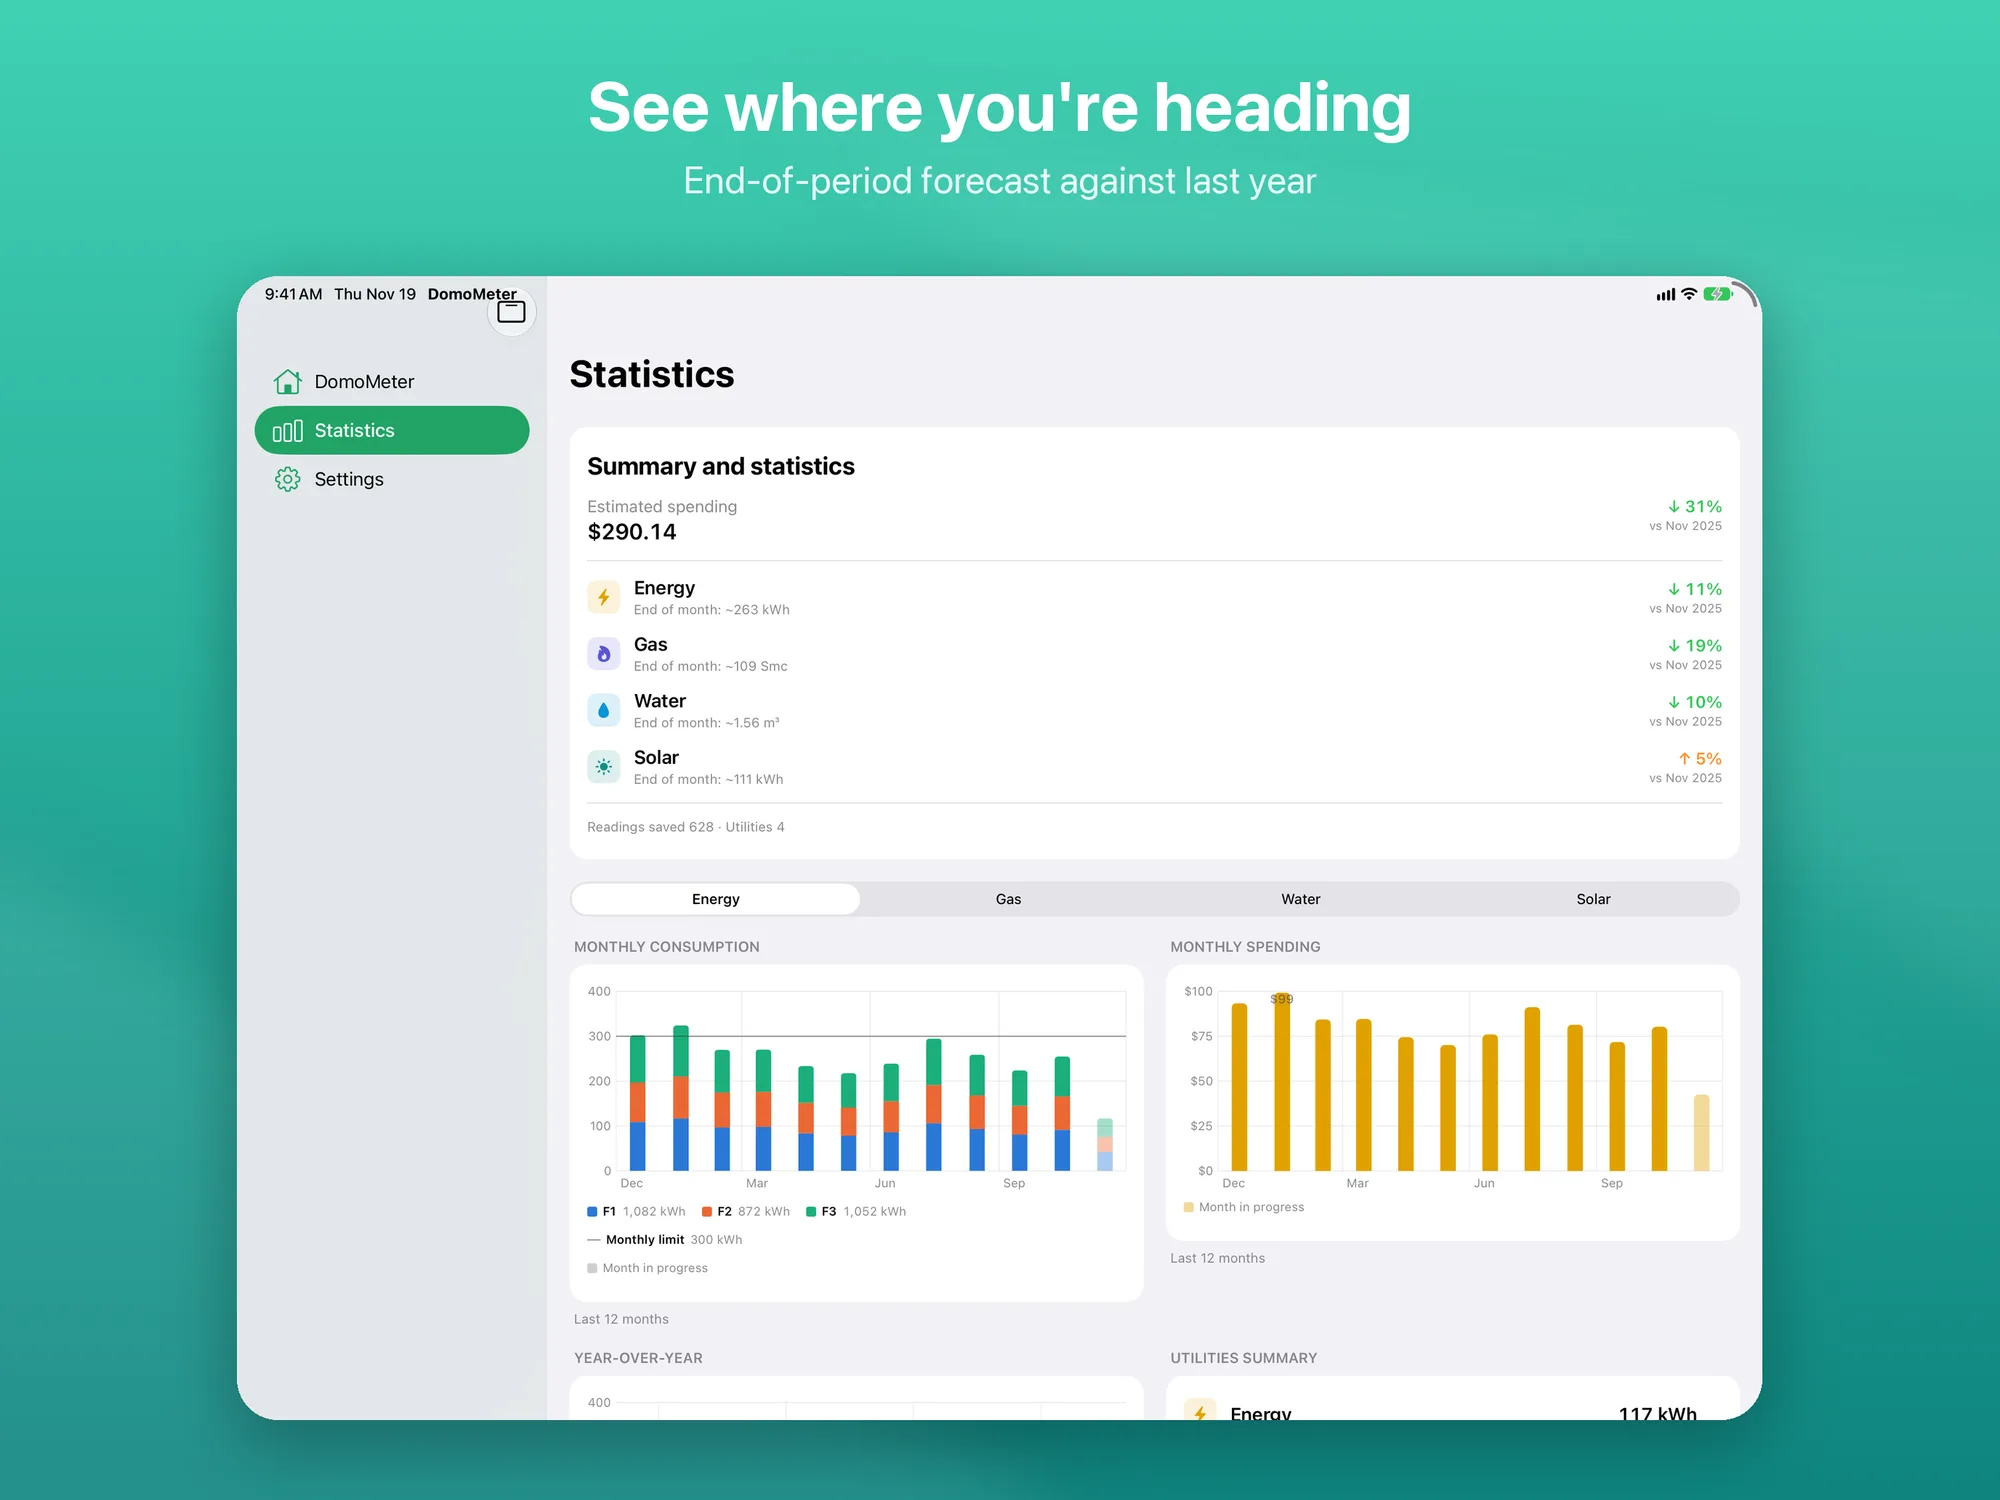 See where you're heading
End-of-period forecast against last year
9:41 AM Thu Nov 19 DomoMeter
DomoMeter
Statistics
Settings
Statistics
Summary and statistics
Estimated spending
$290.14
↓ 31%
vs Nov 2025
Energy
End of month: ~263 kWh
↓ 11%
vs Nov 2025
Gas
End of month: ~109 Smc
↓ 19%
vs Nov 2025
Water
End of month: ~1.56 m³
↓ 10%
vs Nov 2025
Solar
End of month: ~111 kWh
↑ 5%
vs Nov 2025
Readings saved 628 · Utilities 4
Energy Gas Water Solar
MONTHLY CONSUMPTION
400
300
200
100
0
Dec Mar Jun Sep
F1 1,082 kWh F2 872 kWh F3 1,052 kWh
Monthly limit 300 kWh
Month in progress
Last 12 months
MONTHLY SPENDING
$100
$99
$75
$50
$25
$0
Dec Mar Jun Sep
Month in progress
Last 12 months
YEAR-OVER-YEAR
400
UTILITIES SUMMARY
Energy 117 kWh